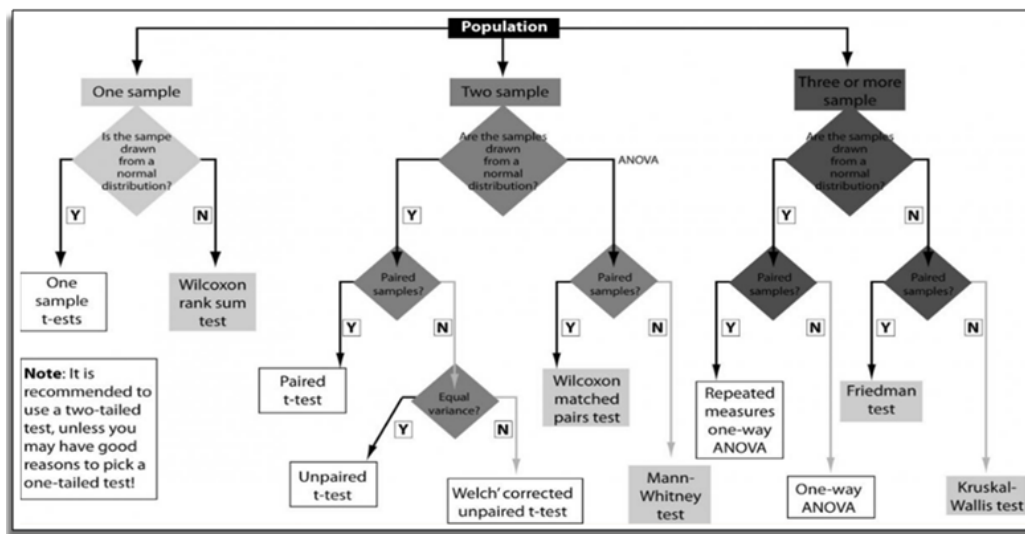 Population
One sample
Two sample
Three or more
sample
Is the sampe
drawn
from a
normal
distribution?
Are the samples
drawn
from a
normal
distribution?
ANOVA
Are the samples
drawn
from a
normal
distribution?
Y
N
Y
N
Y
N
One
sample
t-ests
Wilcoxon
rank sum
test
Paired
samples?
Paired
samples?
Paired
samples?
Paired
samples?
Y
N
Y
N
Y
N
Y
N
Note: It is
recommended to
use a two-tailed
test, unless you
may have good
reasons to pick a
one-tailed test!
Paired
t-test
Equal
variance?
Wilcoxon
matched
pairs test
Repeated
measures
one-way
ANOVA
Friedman
test
Y
N
Unpaired
t-test
Welch' corrected
unpaired t-test
Mann-
Whitney
test
One-way
ANOVA
Kruskal-
Wallis test